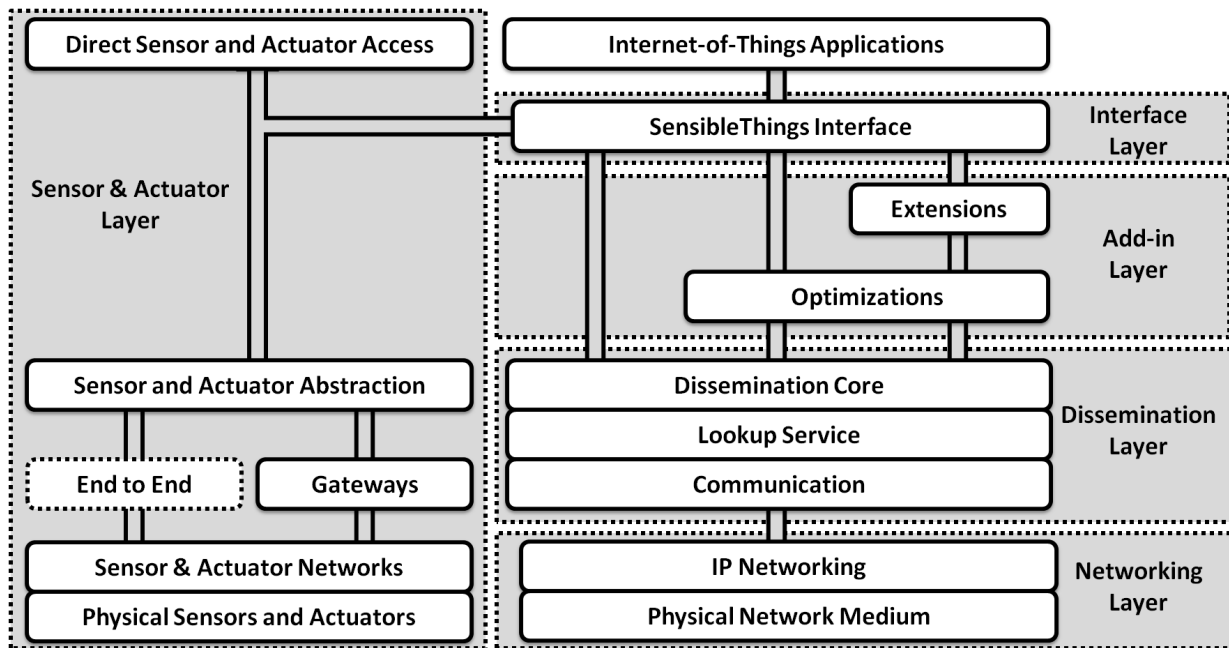 Direct Sensor and Actuator Access
Internet-of-Things Applications
SensibleThings Interface
Interface
Layer
Sensor & Actuator
Layer
Extensions
Add-in
Layer
Optimizations
Sensor and Actuator Abstraction
Dissemination Core
Lookup Service
Dissemination
Layer
End to End
Gateways
Communication
Sensor & Actuator Networks
IP Networking
Networking
Layer
Physical Sensors and Actuators
Physical Network Medium